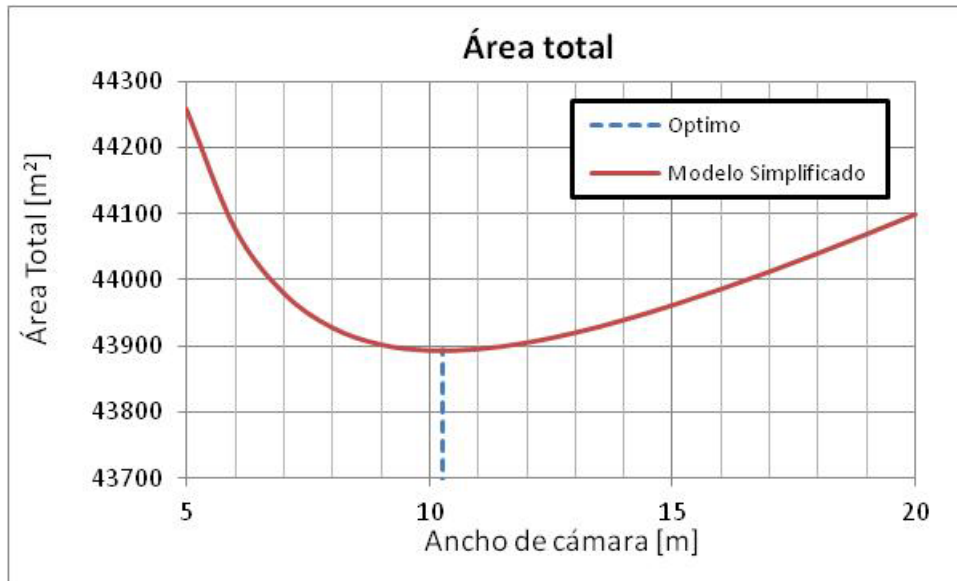 Área total
Área Total [m²]
44300
44200
44100
44000
43900
43800
43700
Optimo
Modelo Simplificado
5
10
15
20
Ancho de cámara [m]